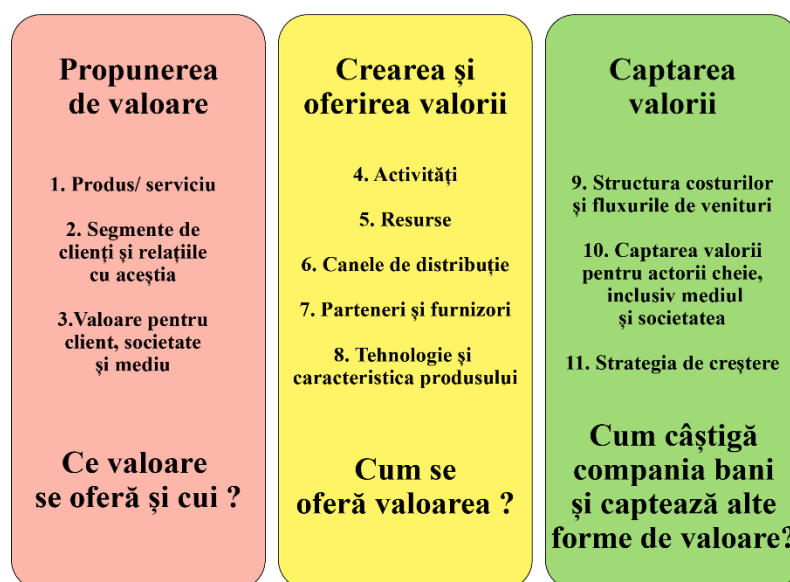 Propunerea
de valoare
1. Produs/ serviciu
2. Segmente de
clienți și relațiile
cu aceștia
3.Valoare pentru
client, societate
și mediu
Ce valoare
se oferă și cui ?
Crearea și
oferirea valorii
4. Activități
5. Resurse
6. Canele de distribuție
7. Parteneri și furnizori
8. Tehnologie și
caracteristica produsului
Cum se
oferă valoarea ?
Captarea
valorii
9. Structura costurilor
și fluxurile de venituri
10. Captarea valorii
pentru actorii cheie,
inclusiv mediul
și societatea
11. Strategia de creștere
Cum câștigă
compania bani
și captează alte
forme de valoare?